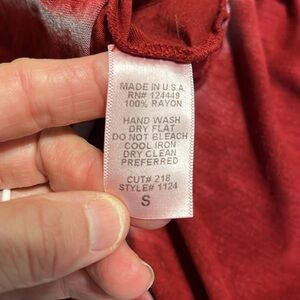 MADE IN U.S.A.
RN# 124449
100% RAYON
HAND WASH
DRY FLAT
DO NOT BLEACH
COOL IRON
DRY CLEAN
PREFERRED
CUT# 218
STYLE# 1124
S